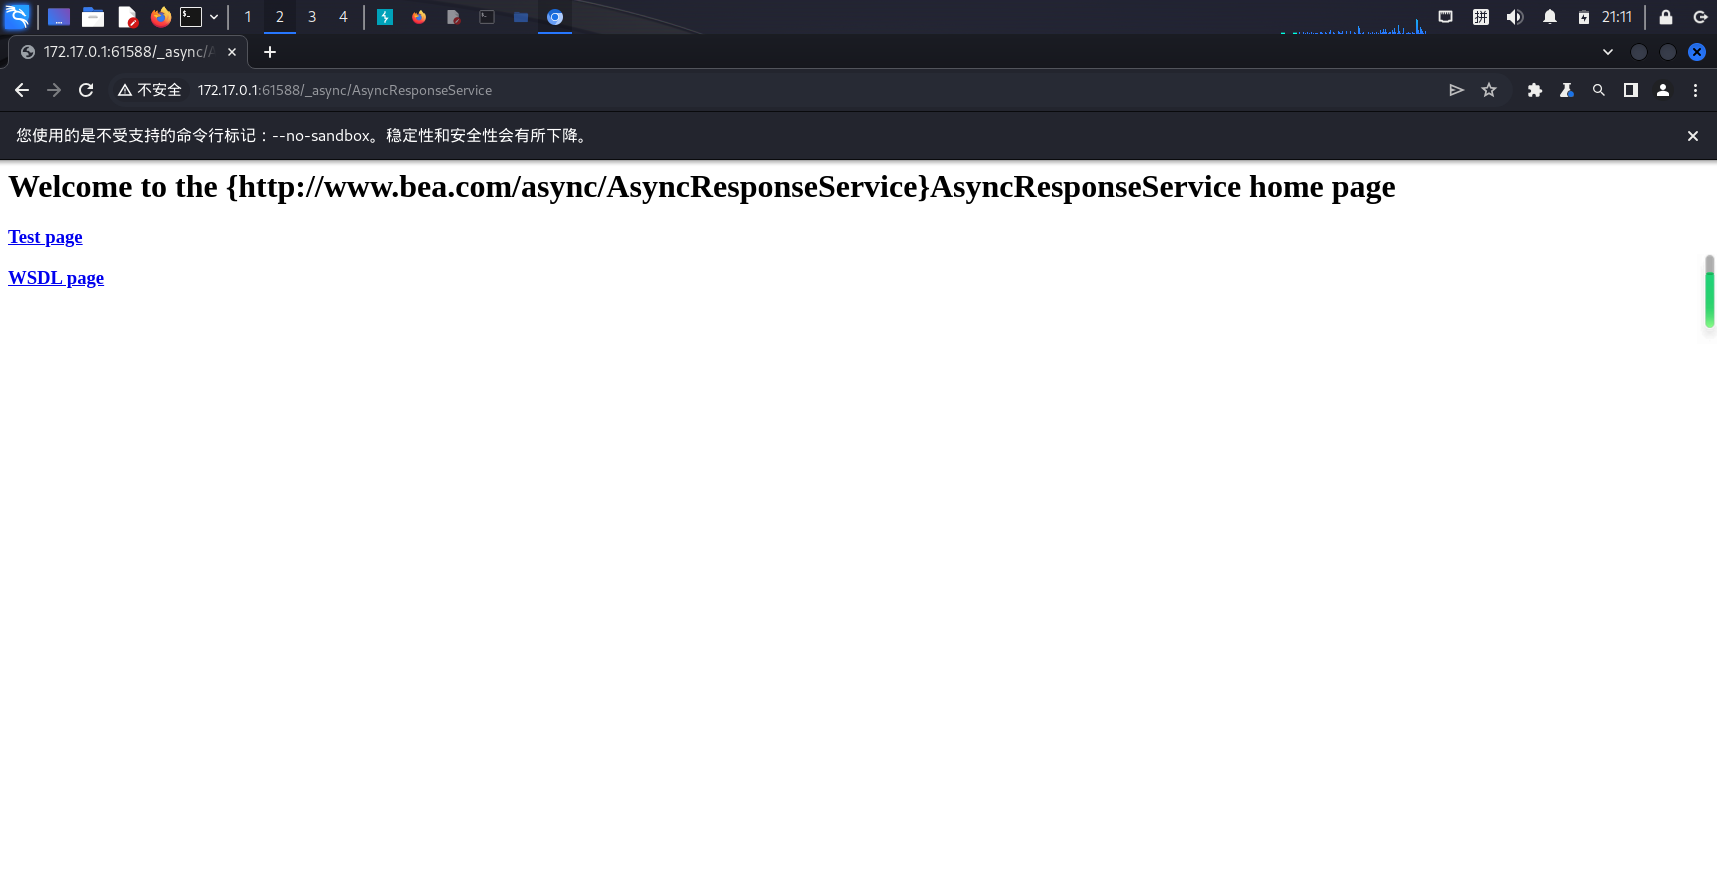 1 2 3 4 拼 21:11
172.17.0.1:61588/_async/A
不安全 172.17.0.1:61588/_async/AsyncResponseService
您使用的是不受支持的命令行标记：--no-sandbox。稳定性和安全性会有所下降。
Welcome to the {http://www.bea.com/async/AsyncResponseService}AsyncResponseService home page
Test page
WSDL page